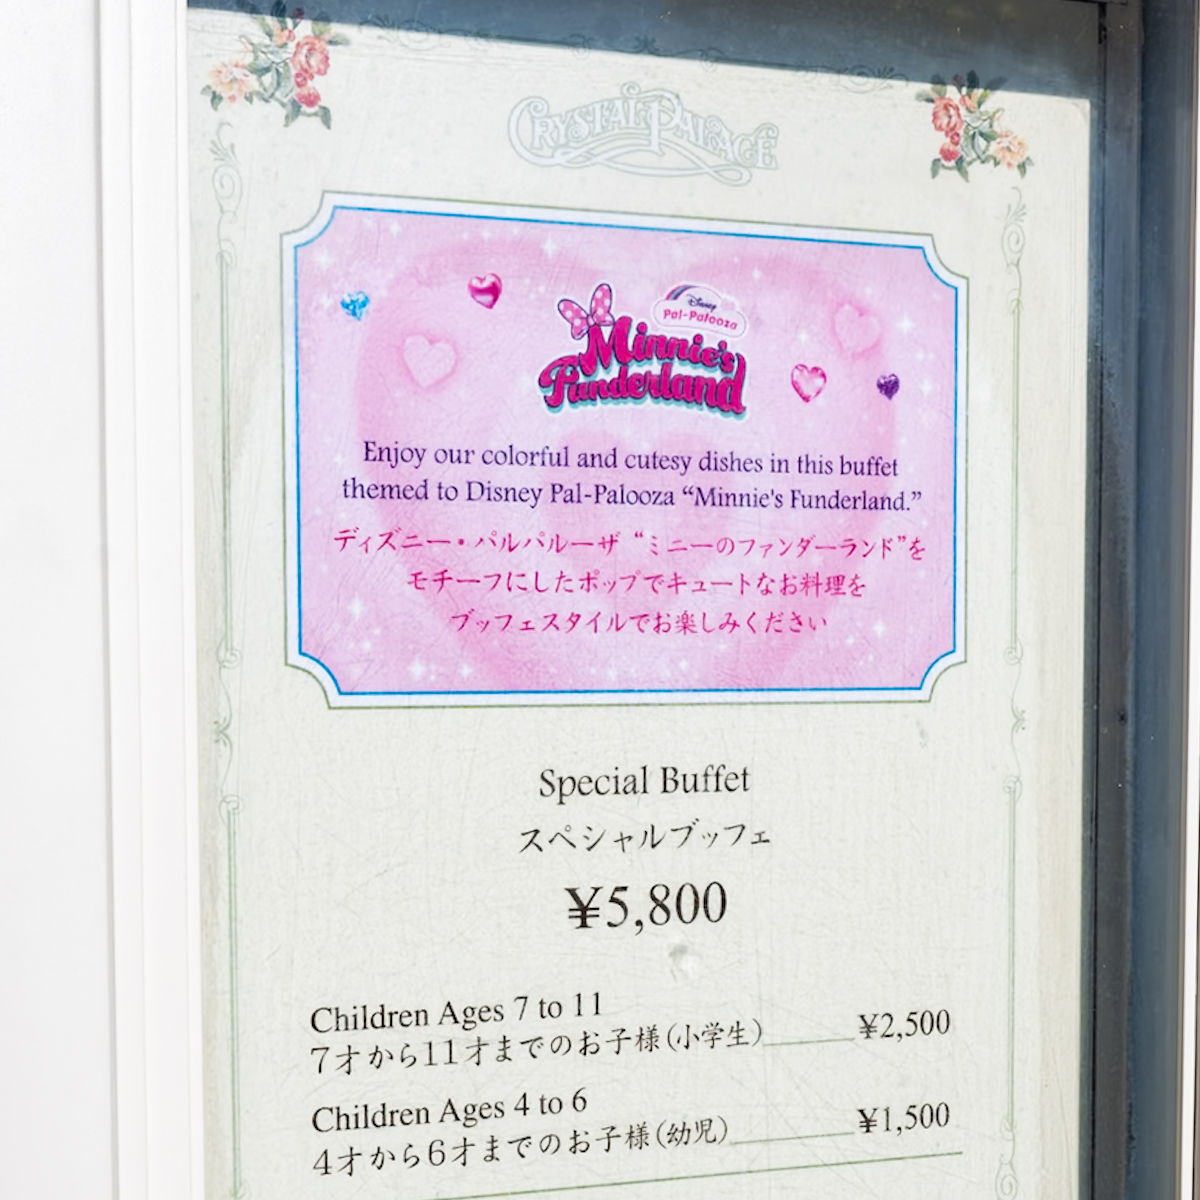 CRYSTAL PALACE
Disney
Pal-Palooza
Minnie's
Funderland
Enjoy our colorful and cutesy dishes in this buffet
themed to Disney Pal-Palooza “Minnie's Funderland.”
ディズニー・パルパルーザ “ミニーのファンダーランド”を
モチーフにしたポップでキュートなお料理を
ブッフェスタイルでお楽しみください
Special Buffet
スペシャルブッフェ
¥5,800
Children Ages 7 to 11
7才から11才までのお子様(小学生) ¥2,500
Children Ages 4 to 6
4才から6才までのお子様(幼児) ¥1,500